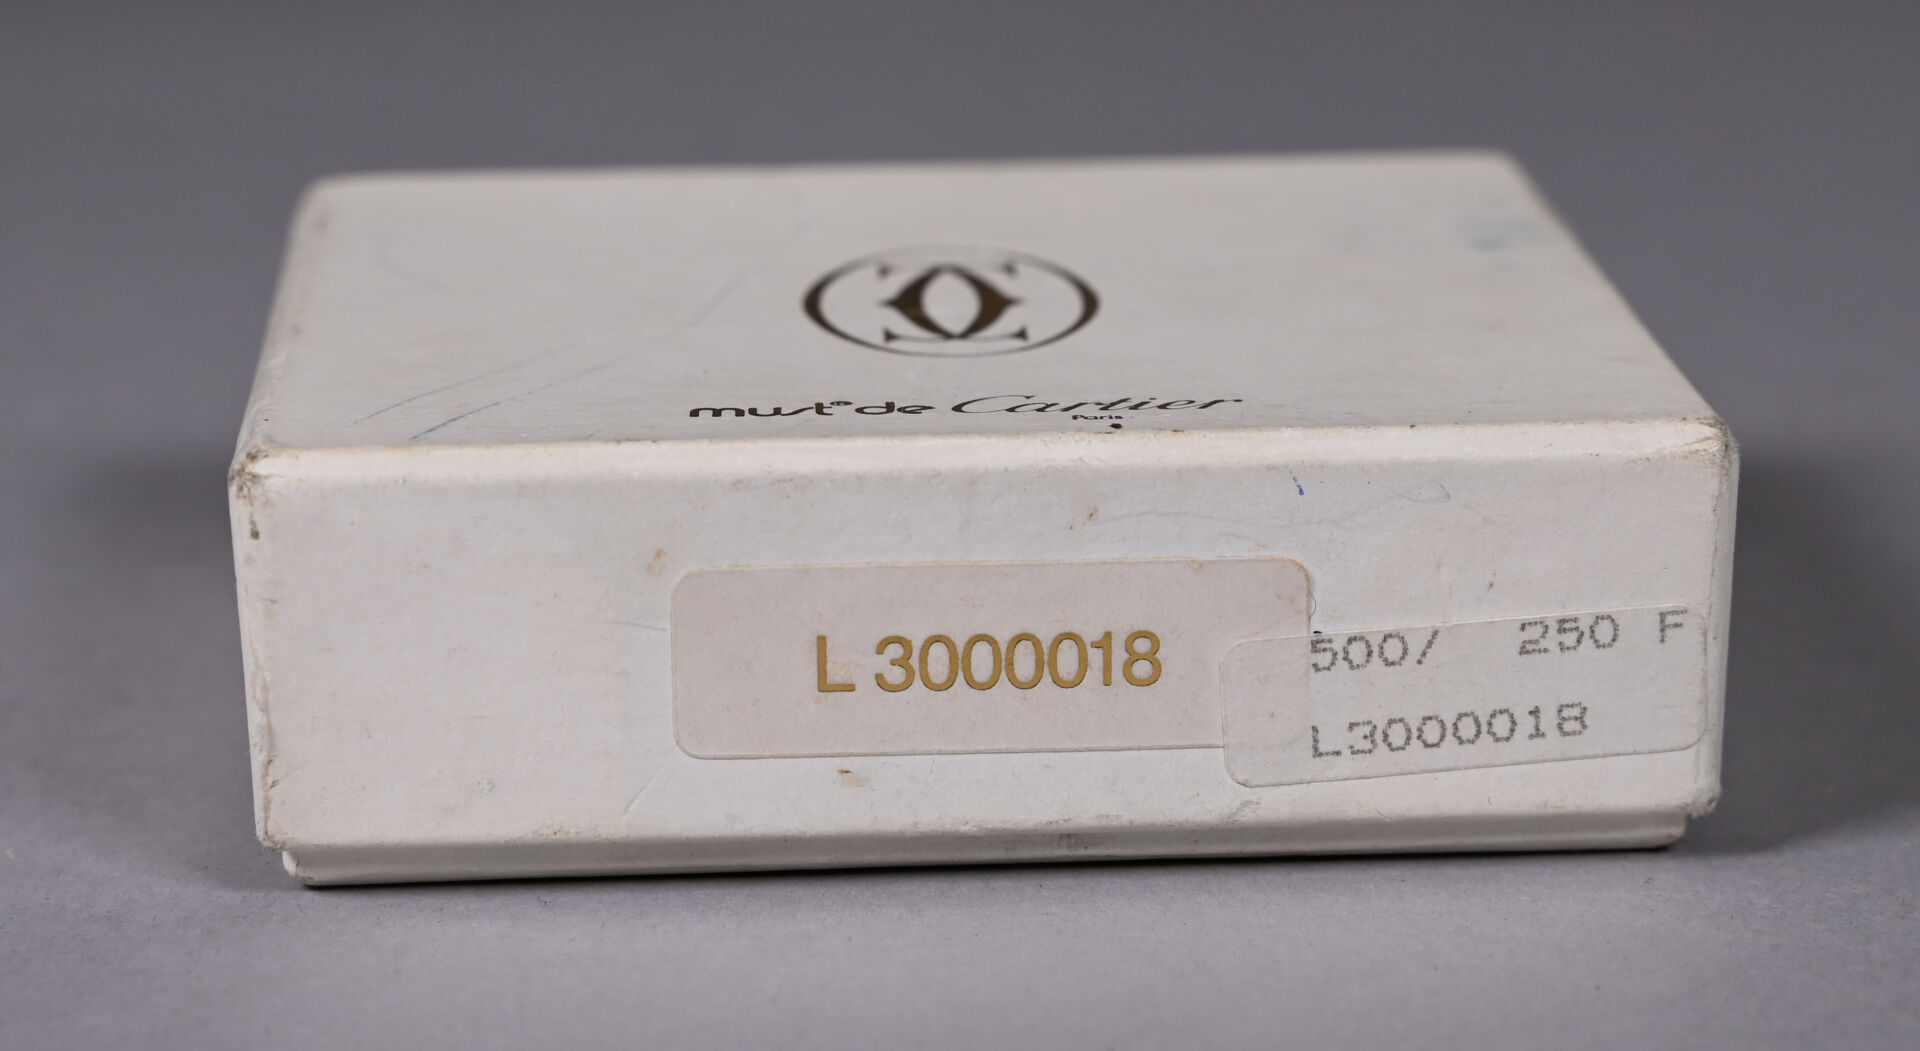 must® de Cartier
Paris
L 3000018
500/ 250 F
L3000018